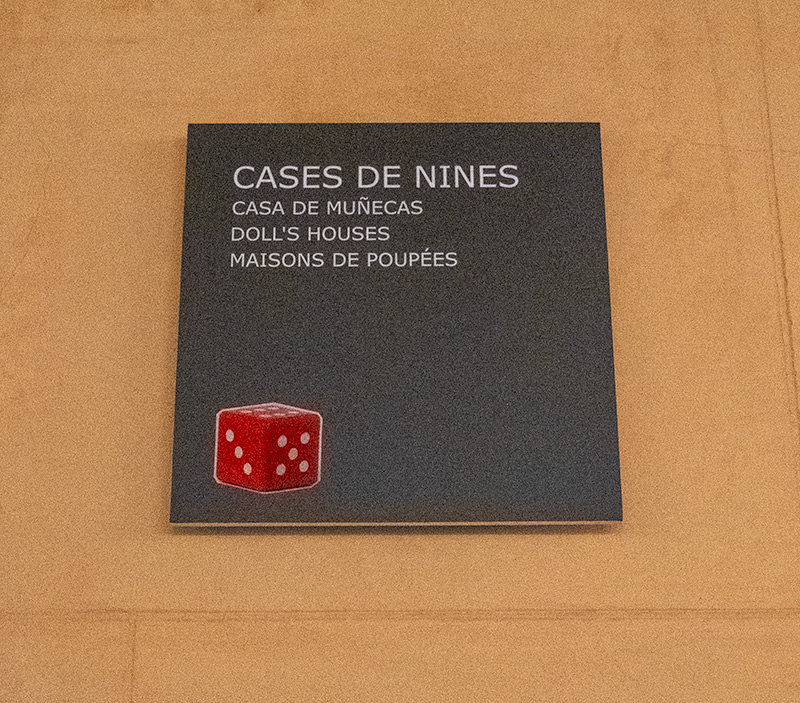 CASES DE NINES
CASA DE MUÑECAS
DOLL'S HOUSES
MAISONS DE POUPÉES